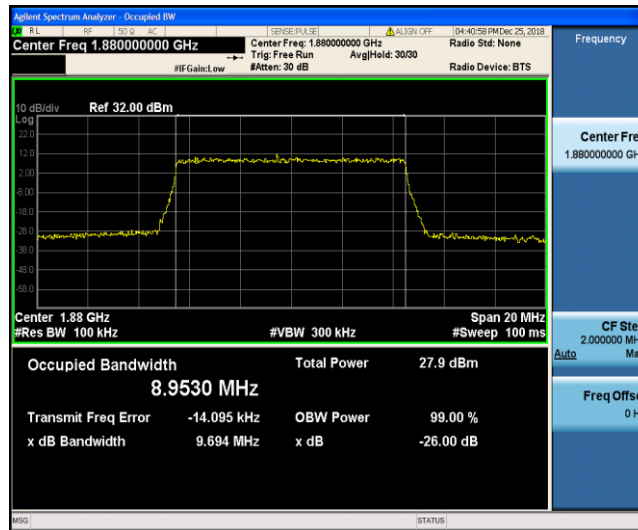 Agilent Spectrum Analyzer - Occupied BW
RL RF 50 Ω AC SENSE:PULSE ALIGN OFF 04:40:58 PM Dec 25, 2018
Center Freq 1.880000000 GHz Center Freq: 1.880000000 GHz Radio Std: None Frequency
Trig: Free Run Avg|Hold: 30/30
#IFGain:Low #Atten: 30 dB Radio Device: BTS
10 dB/div Ref 32.00 dBm
Log
22.0
12.0
2.00
-8.00
-18.0
-28.0
-38.0
-48.0
-58.0
Center Fre
1.880000000 GH
Center 1.88 GHz Span 20 MHz
#Res BW 100 kHz #VBW 300 kHz #Sweep 100 ms
CF Ste
2.000000 MH
Auto Ma
Occupied Bandwidth Total Power 27.9 dBm
8.9530 MHz
Transmit Freq Error -14.095 kHz OBW Power 99.00 %
x dB Bandwidth 9.694 MHz x dB -26.00 dB
Freq Offse
0 H
MSG STATUS